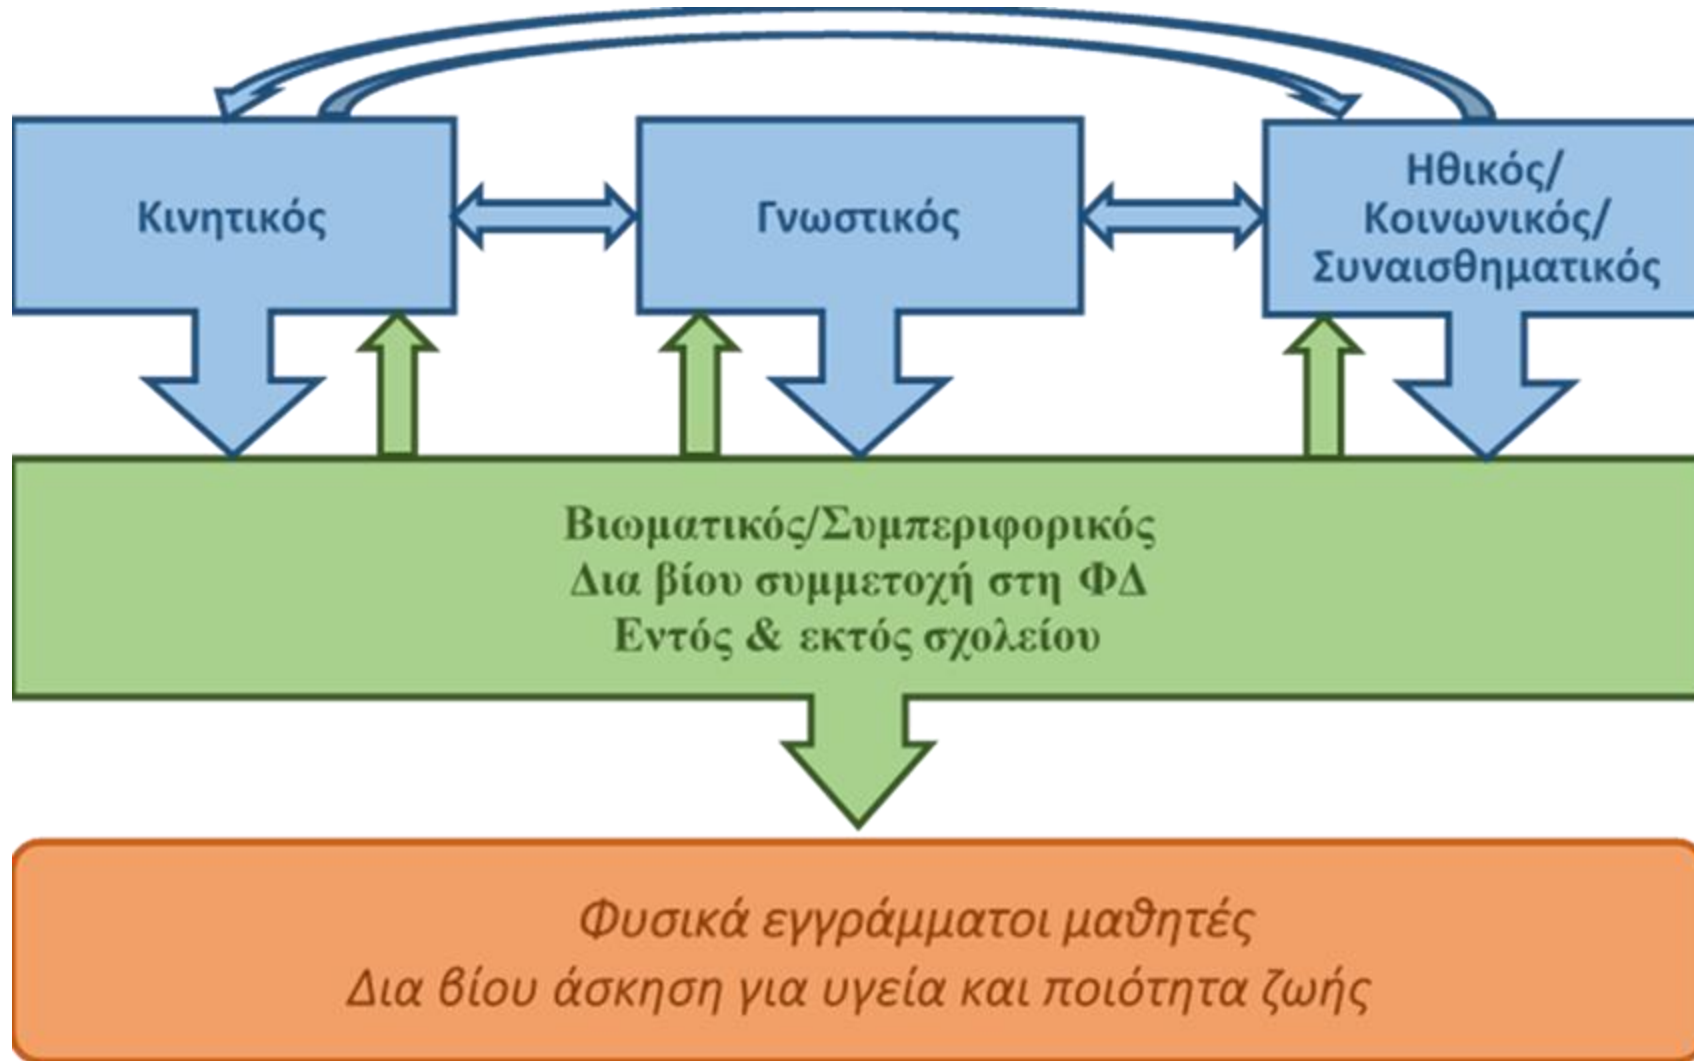 Κινητικός
Γνωστικός
Ηθικός/
Κοινωνικός/
Συναισθηματικός
Βιωματικός/Συμπεριφορικός
Δια βίου συμμετοχή στη ΦΔ
Εντός & εκτός σχολείου
Φυσικά εγγράμματοι μαθητές
Δια βίου άσκηση για υγεία και ποιότητα ζωής